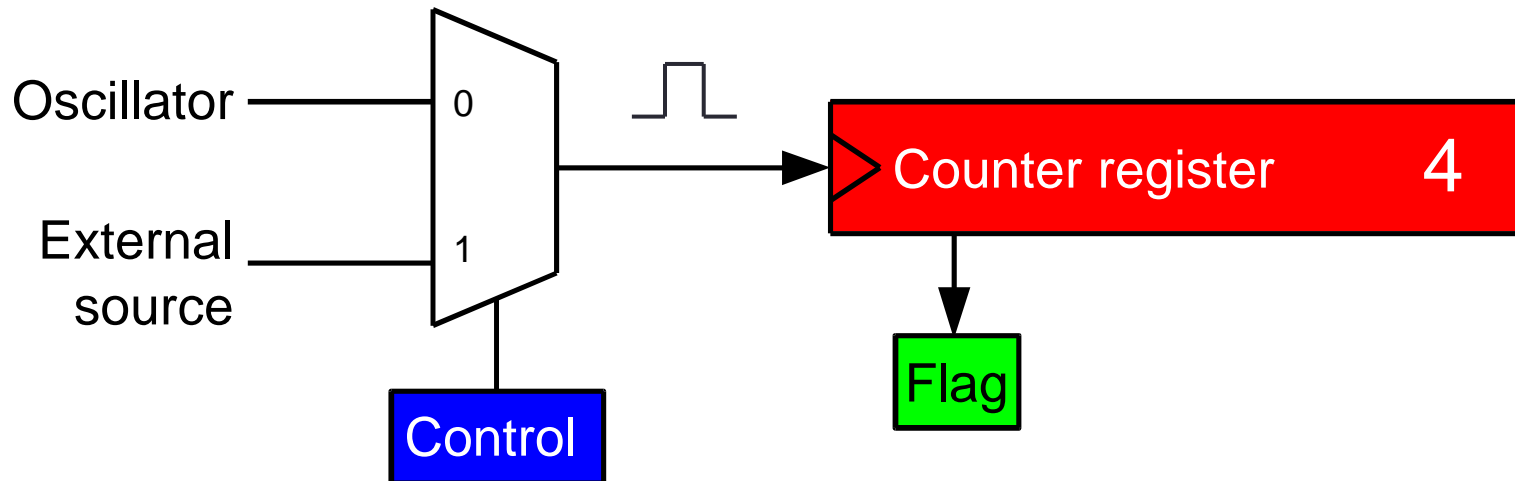 Oscillator
0
Counter register 4
External
source
1
Flag
Control